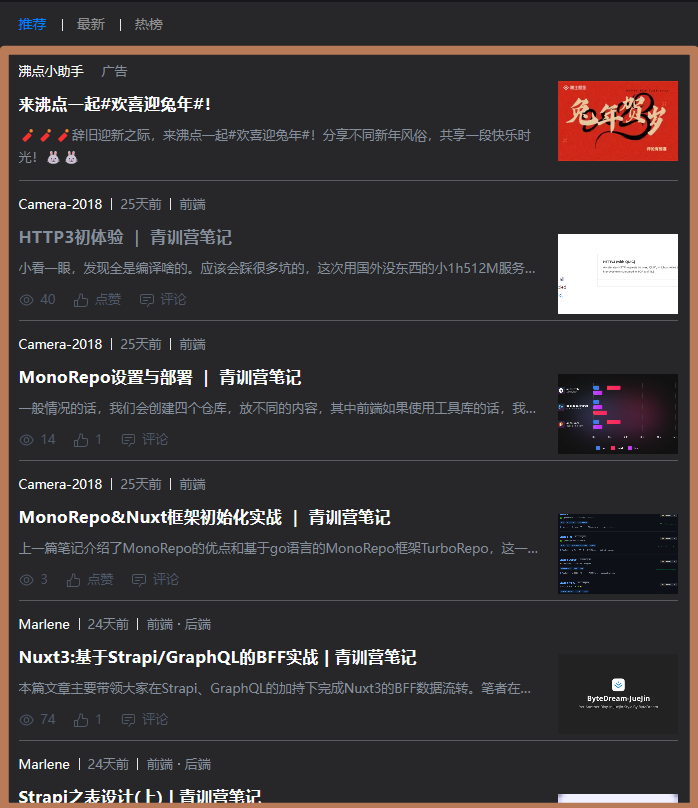 推荐 | 最新 | 热榜
沸点小助手 广告
来沸点一起#欢喜迎兔年#!
🧨🧨🧨辞旧迎新之际，来沸点一起#欢喜迎兔年#！分享不同新年风俗，共享一段快乐时
光！🐰🐰
兔年贺岁
Camera-2018 | 25天前 | 前端
HTTP3初体验 | 青训营笔记
小看一眼，发现全是编译啥的。应该会踩很多坑的，这次用国外没东西的小1h512M服务...
40 点赞 评论
Camera-2018 | 25天前 | 前端
MonoRepo设置与部署 | 青训营笔记
一般情况的话，我们会创建四个仓库，放不同的内容，其中前端如果使用工具库的话，我...
14 1 评论
Camera-2018 | 25天前 | 前端
MonoRepo&Nuxt框架初始化实战 | 青训营笔记
上一篇笔记介绍了MonoRepo的优点和基于go语言的MonoRepo框架TurboRepo，这一...
3 点赞 评论
Marlene | 24天前 | 前端·后端
Nuxt3:基于Strapi/GraphQL的BFF实战 | 青训营笔记
本篇文章主要带领大家在Strapi、GraphQL的加持下完成Nuxt3的BFF数据流转。笔者在...
ByteDream-JueJin
74 1 评论
Marlene | 24天前 | 前端·后端
Strapi之表设计(上) | 青训营笔记